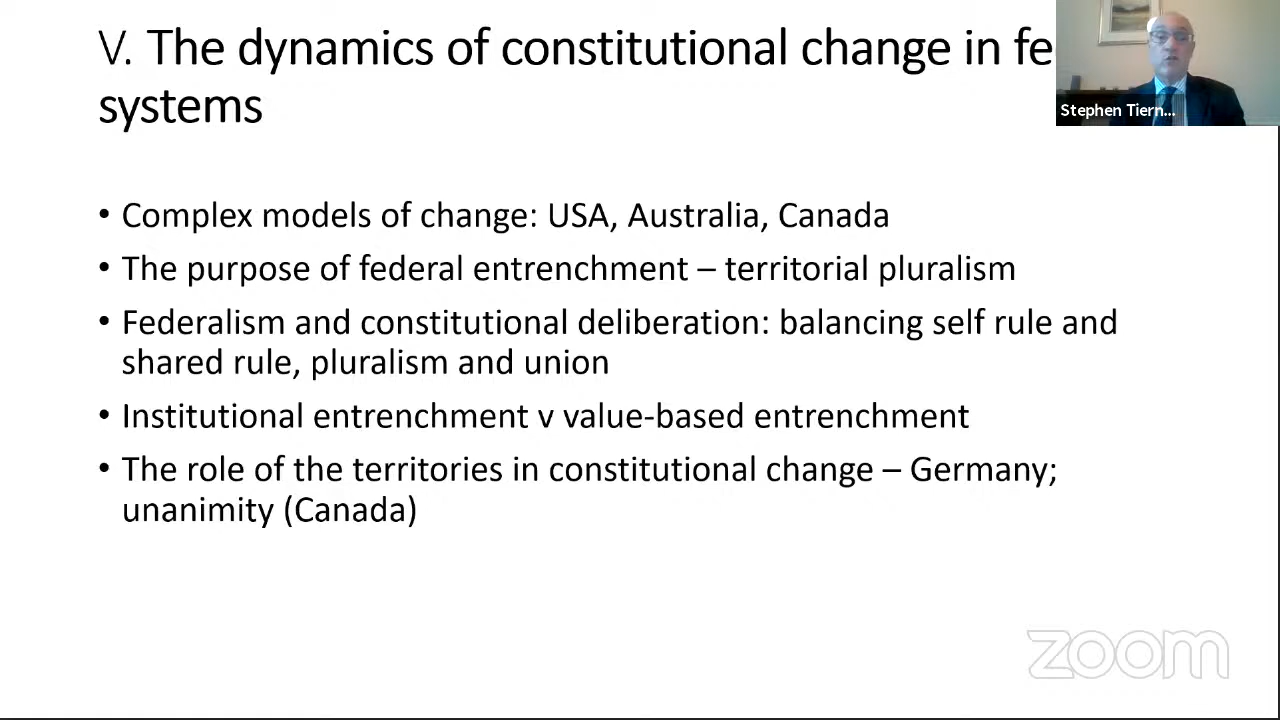 V. The dynamics of constitutional change in fe
systems
Stephen Tiern...
• Complex models of change: USA, Australia, Canada
• The purpose of federal entrenchment – territorial pluralism
• Federalism and constitutional deliberation: balancing self rule and
shared rule, pluralism and union
• Institutional entrenchment v value-based entrenchment
• The role of the territories in constitutional change – Germany;
unanimity (Canada)
zoom